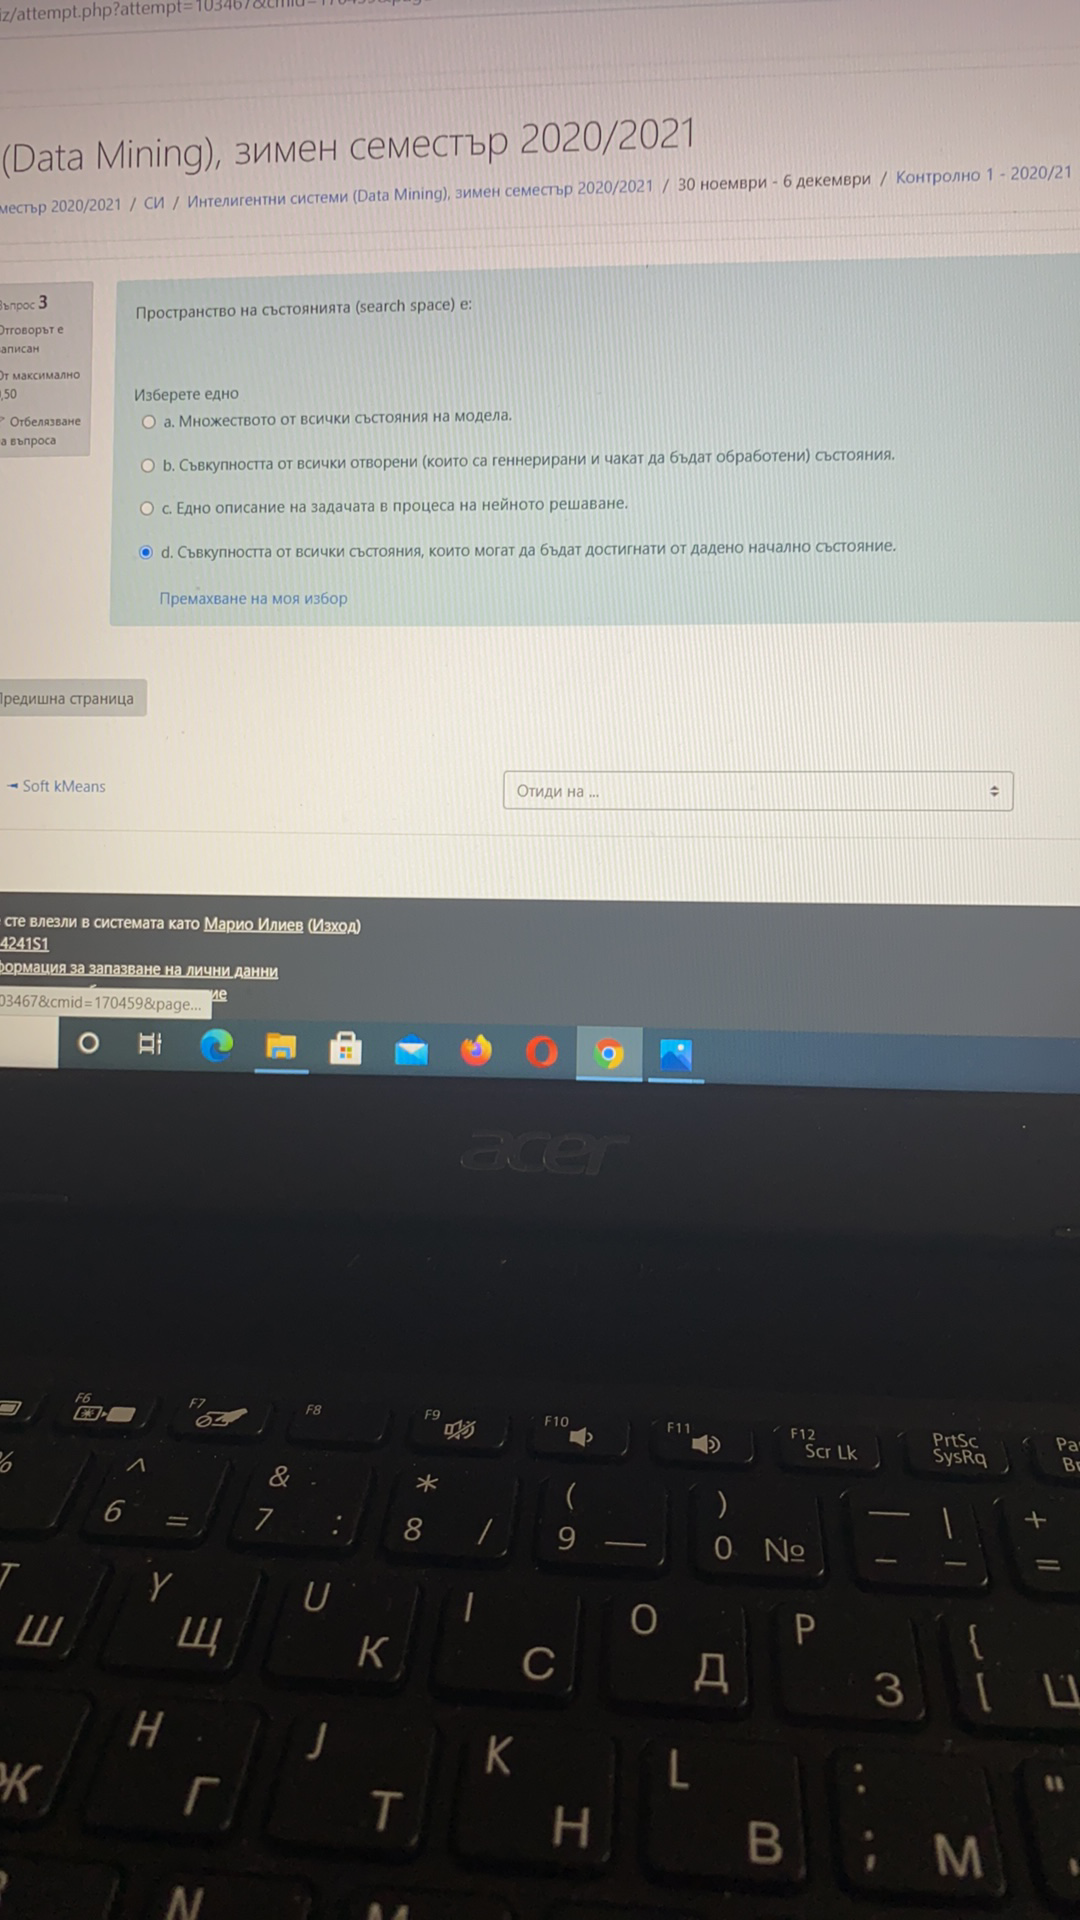 iz/attempt.php?attempt=103467&cmid=170459&pag
(Data Mining), зимен семестър 2020/2021
местър 2020/2021 / СИ / Интелигентни системи (Data Mining), зимен семестър 2020/2021 / 30 ноември - 6 декември / Контролно 1 - 2020/21
Въпрос 3
Отговорът е
записан
От максимално
,50
Отбелязване
а въпроса
Пространство на състоянията (search space) е:
Изберете едно
a. Множеството от всички състояния на модела.
b. Съвкупността от всички отворени (които са геннерирани и чакат да бъдат обработени) състояния.
c. Едно описание на задачата в процеса на нейното решаване.
d. Съвкупността от всички състояния, които могат да бъдат достигнати от дадено начално състояние.
Премахване на моя избор
Предишна страница
◄ Soft kMeans
Отиди на ...
сте влезли в системата като Марио Илиев (Изход)
4241S1
формация за запазване на лични данни
ие
03467&cmid=170459&page...
acer
F6 F7 F8 F9 F10 F11 F12 Scr Lk PrtSc SysRq Pa Br
% ^ 6 = & 7 : * 8 / ( 9 — ) 0 № — | - - + =
T Ш Y Щ U К I С O Д P З { [ Ц
Ж H Г J Т K Н L В : ; М "
N M